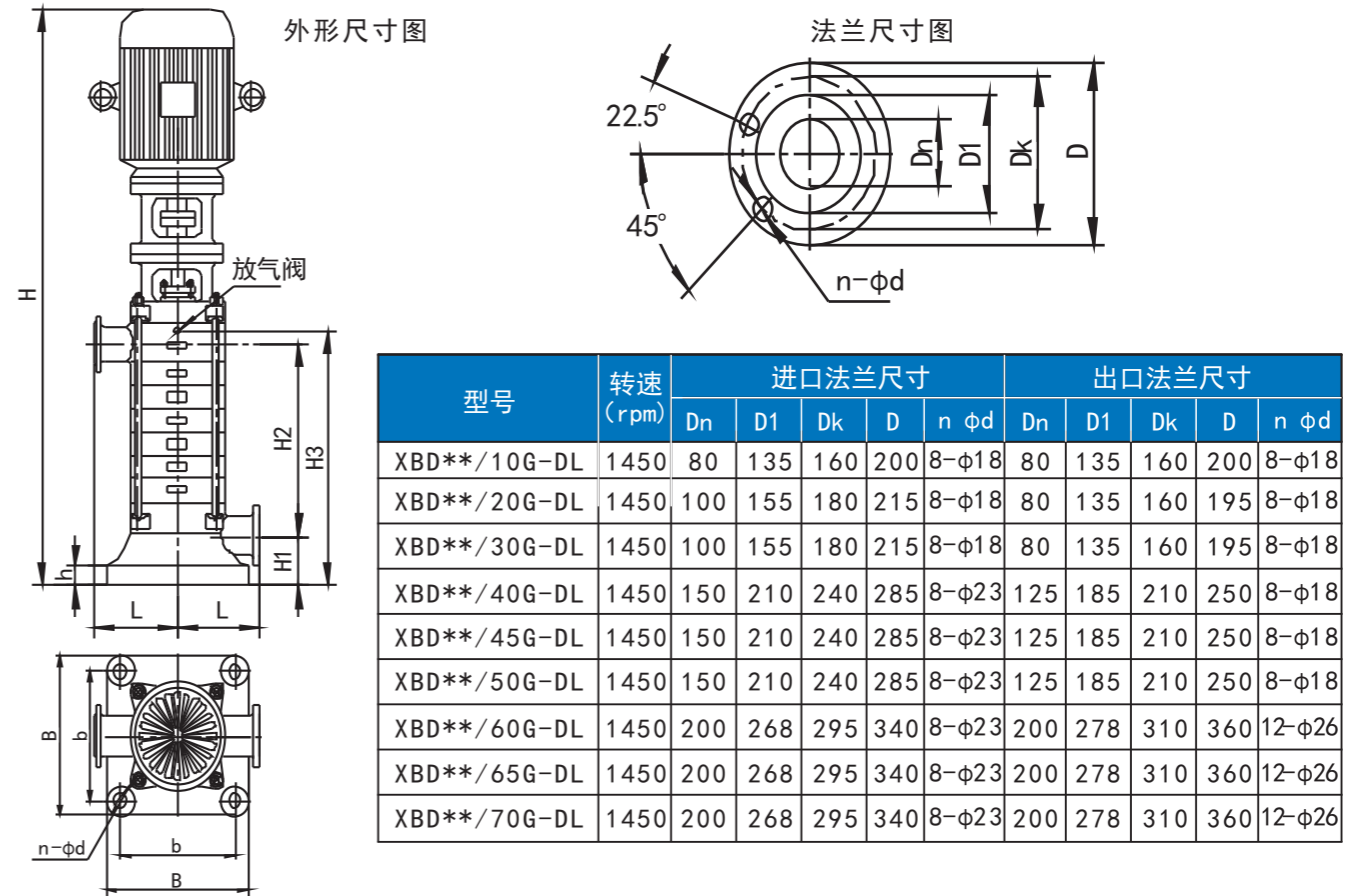 外形尺寸图
法兰尺寸图
22.5°
45°
Dn
D1
Dk
D
n-φd
放气阀
H
H2
H3
H1
h
L L
B
b
n-φd
b
B
型号 转速(rpm) 进口法兰尺寸 出口法兰尺寸
Dn D1 Dk D n φd Dn D1 Dk D n φd
XBD**/10G-DL 1450 80 135 160 200 8-φ18 80 135 160 200 8-φ18
XBD**/20G-DL 1450 100 155 180 215 8-φ18 80 135 160 195 8-φ18
XBD**/30G-DL 1450 100 155 180 215 8-φ18 80 135 160 195 8-φ18
XBD**/40G-DL 1450 150 210 240 285 8-φ23 125 185 210 250 8-φ18
XBD**/45G-DL 1450 150 210 240 285 8-φ23 125 185 210 250 8-φ18
XBD**/50G-DL 1450 150 210 240 285 8-φ23 125 185 210 250 8-φ18
XBD**/60G-DL 1450 200 268 295 340 8-φ23 200 278 310 360 12-φ26
XBD**/65G-DL 1450 200 268 295 340 8-φ23 200 278 310 360 12-φ26
XBD**/70G-DL 1450 200 268 295 340 8-φ23 200 278 310 360 12-φ26